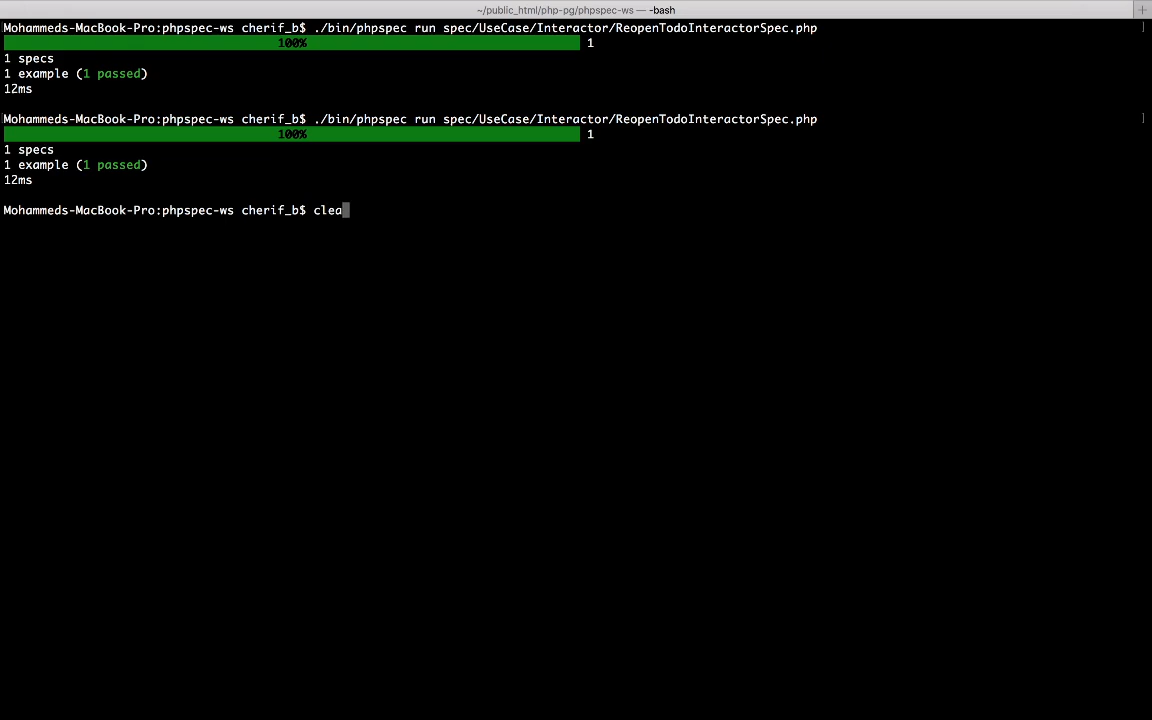 ~/public_html/php-pg/phpspec-ws — -bash
Mohammeds-MacBook-Pro:phpspec-ws cherif_b$ ./bin/phpspec run spec/UseCase/Interactor/ReopenTodoInteractorSpec.php
100% 1
1 specs
1 example (1 passed)
12ms
Mohammeds-MacBook-Pro:phpspec-ws cherif_b$ ./bin/phpspec run spec/UseCase/Interactor/ReopenTodoInteractorSpec.php
100% 1
1 specs
1 example (1 passed)
12ms
Mohammeds-MacBook-Pro:phpspec-ws cherif_b$ clea